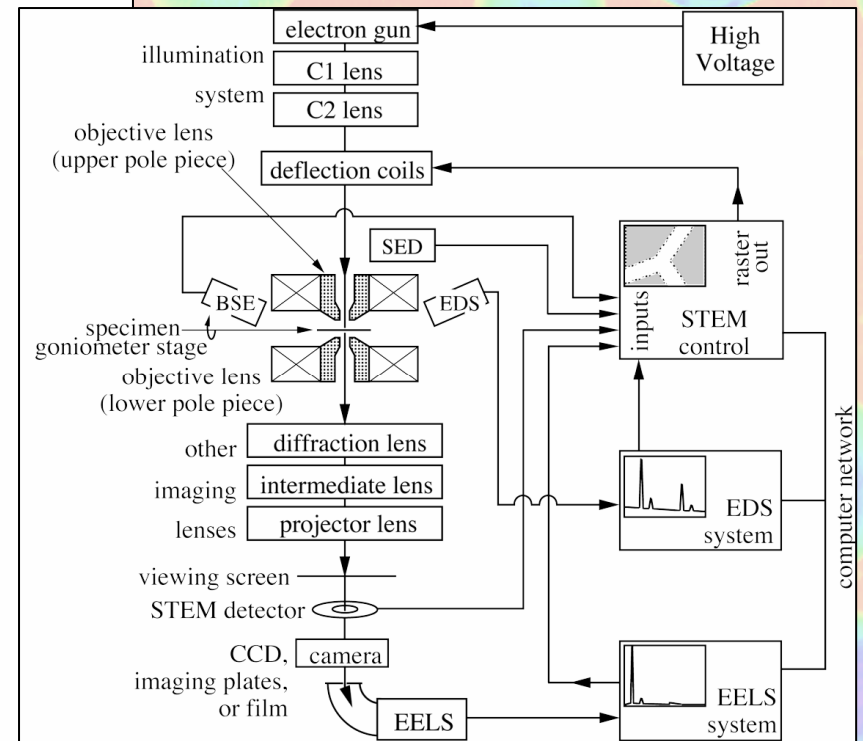 electron gun
High
Voltage
illumination
system
C1 lens
C2 lens
objective lens
(upper pole piece)
deflection coils
SED
raster
out
inputs
STEM
control
BSE
EDS
specimen
goniometer stage
objective lens
(lower pole piece)
other
imaging
lenses
diffraction lens
intermediate lens
projector lens
EDS
system
computer network
viewing screen
STEM detector
CCD,
imaging plates,
or film
camera
EELS
EELS
system